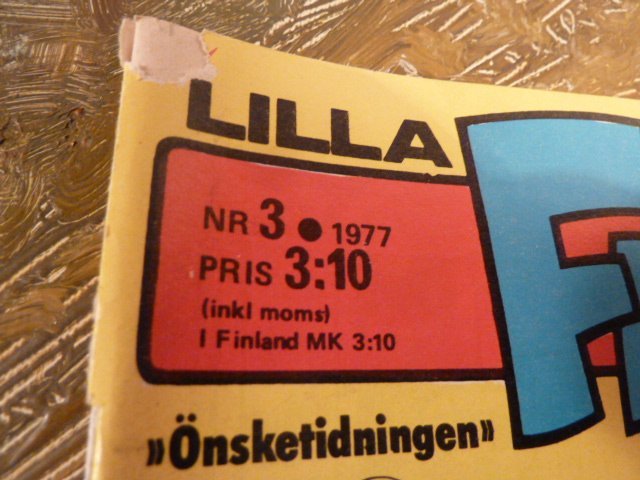 LILLA
NR 3 ● 1977
PRIS 3:10
(inkl moms)
I Finland MK 3:10
»Önsketidningen»